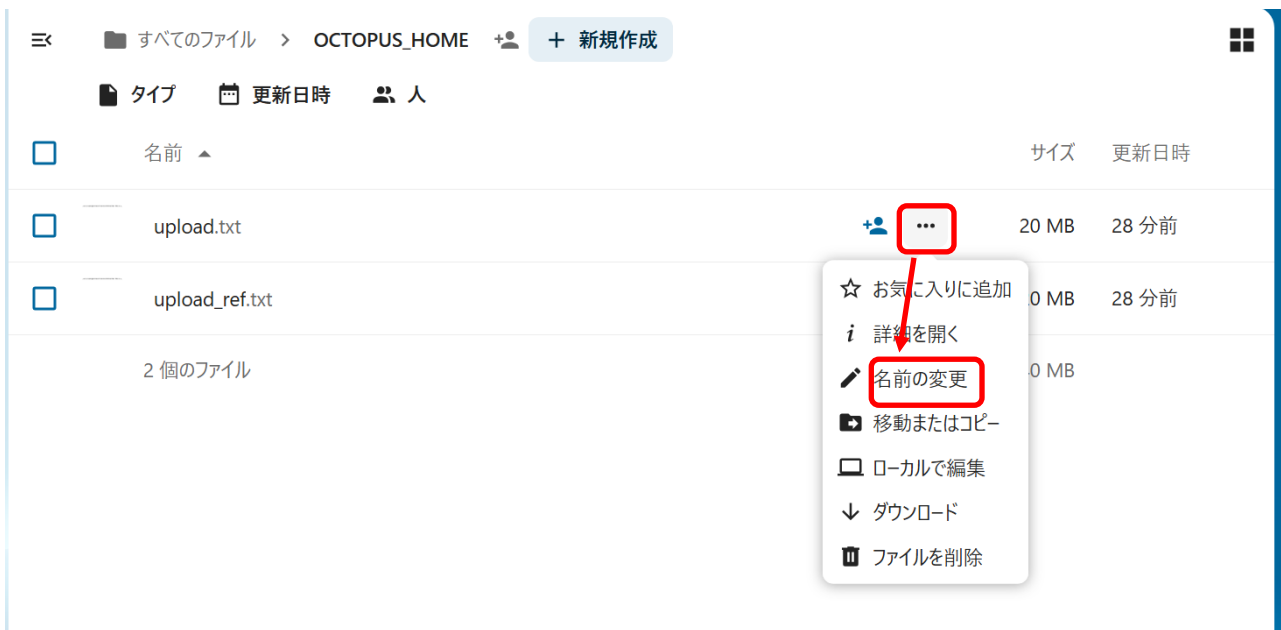 すべてのファイル > OCTOPUS_HOME + 新規作成
タイプ 更新日時 人
名前 サイズ 更新日時
upload.txt ••• 20 MB 28 分前
upload_ref.txt 0 MB 28 分前
2 個のファイル 0 MB
お気に入りに追加
詳細を開く
名前の変更
移動またはコピー
ローカルで編集
ダウンロード
ファイルを削除